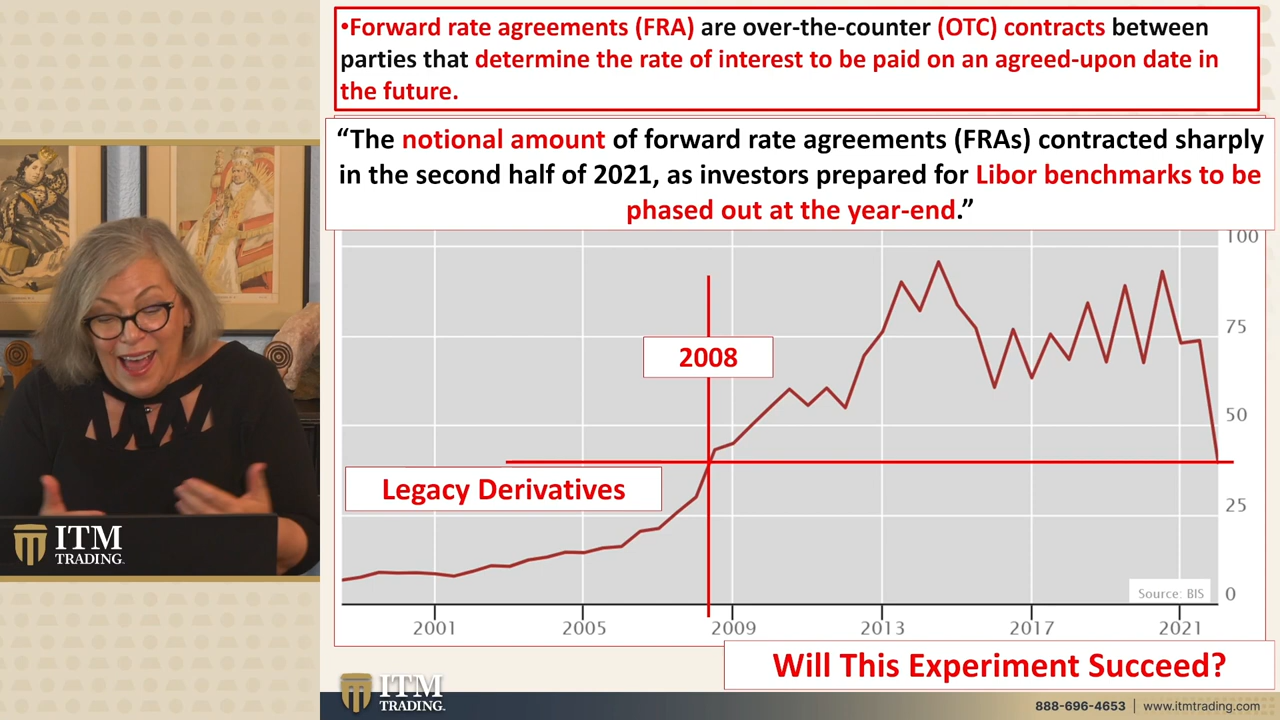 •Forward rate agreements (FRA) are over-the-counter (OTC) contracts between
parties that determine the rate of interest to be paid on an agreed-upon date in
the future.
“The notional amount of forward rate agreements (FRAs) contracted sharply
in the second half of 2021, as investors prepared for Libor benchmarks to be
phased out at the year-end.”
100
75
2008
50
Legacy Derivatives
25
Source: BIS
0
2001 2005 2009 2013 2017 2021
Will This Experiment Succeed?
ITM
TRADING.
ITM
TRADING.
888-696-4653 | www.itmtrading.com